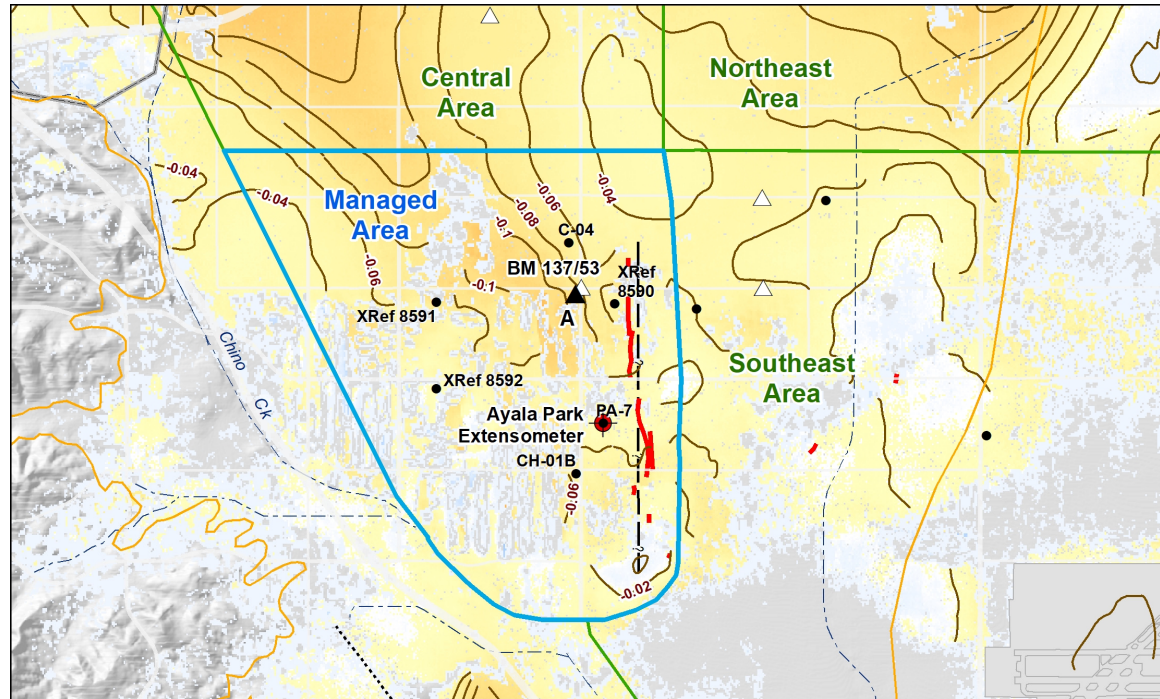 Central
Area
Northeast
Area
-0.04
-0.04
Managed
Area
-0.06
-0.04
-0.08
-0.06
-0.1
C-04
BM 137/53
XRef
8590
-0.1
A
XRef 8591
Chino
Ck
Southeast
Area
XRef 8592
Ayala Park
Extensometer
PA-7
CH-01B
-0.06
-0.02
?
?
?